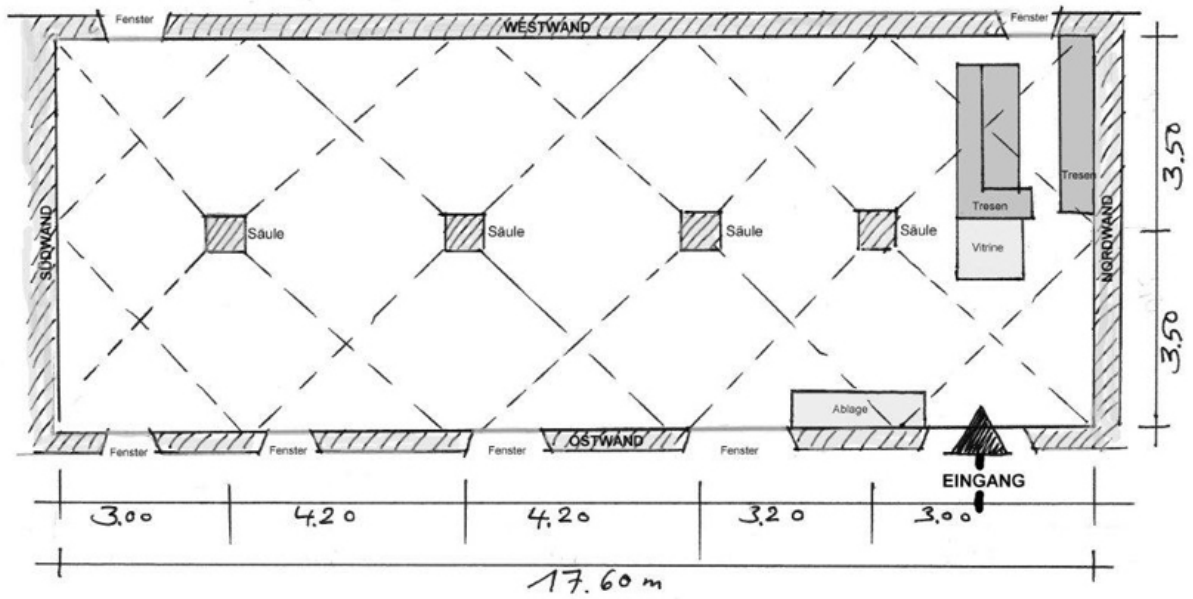 Fenster
Fenster
WESTWAND
Tresen
3.50
SÜDWAND
Säule
Säule
Säule
Säule
Tresen
Vitrine
NORDWAND
3.50
Ablage
OSTWAND
Fenster
Fenster
Fenster
Fenster
EINGANG
3.00
4.20
4.20
3.20
3.00
17.60 m